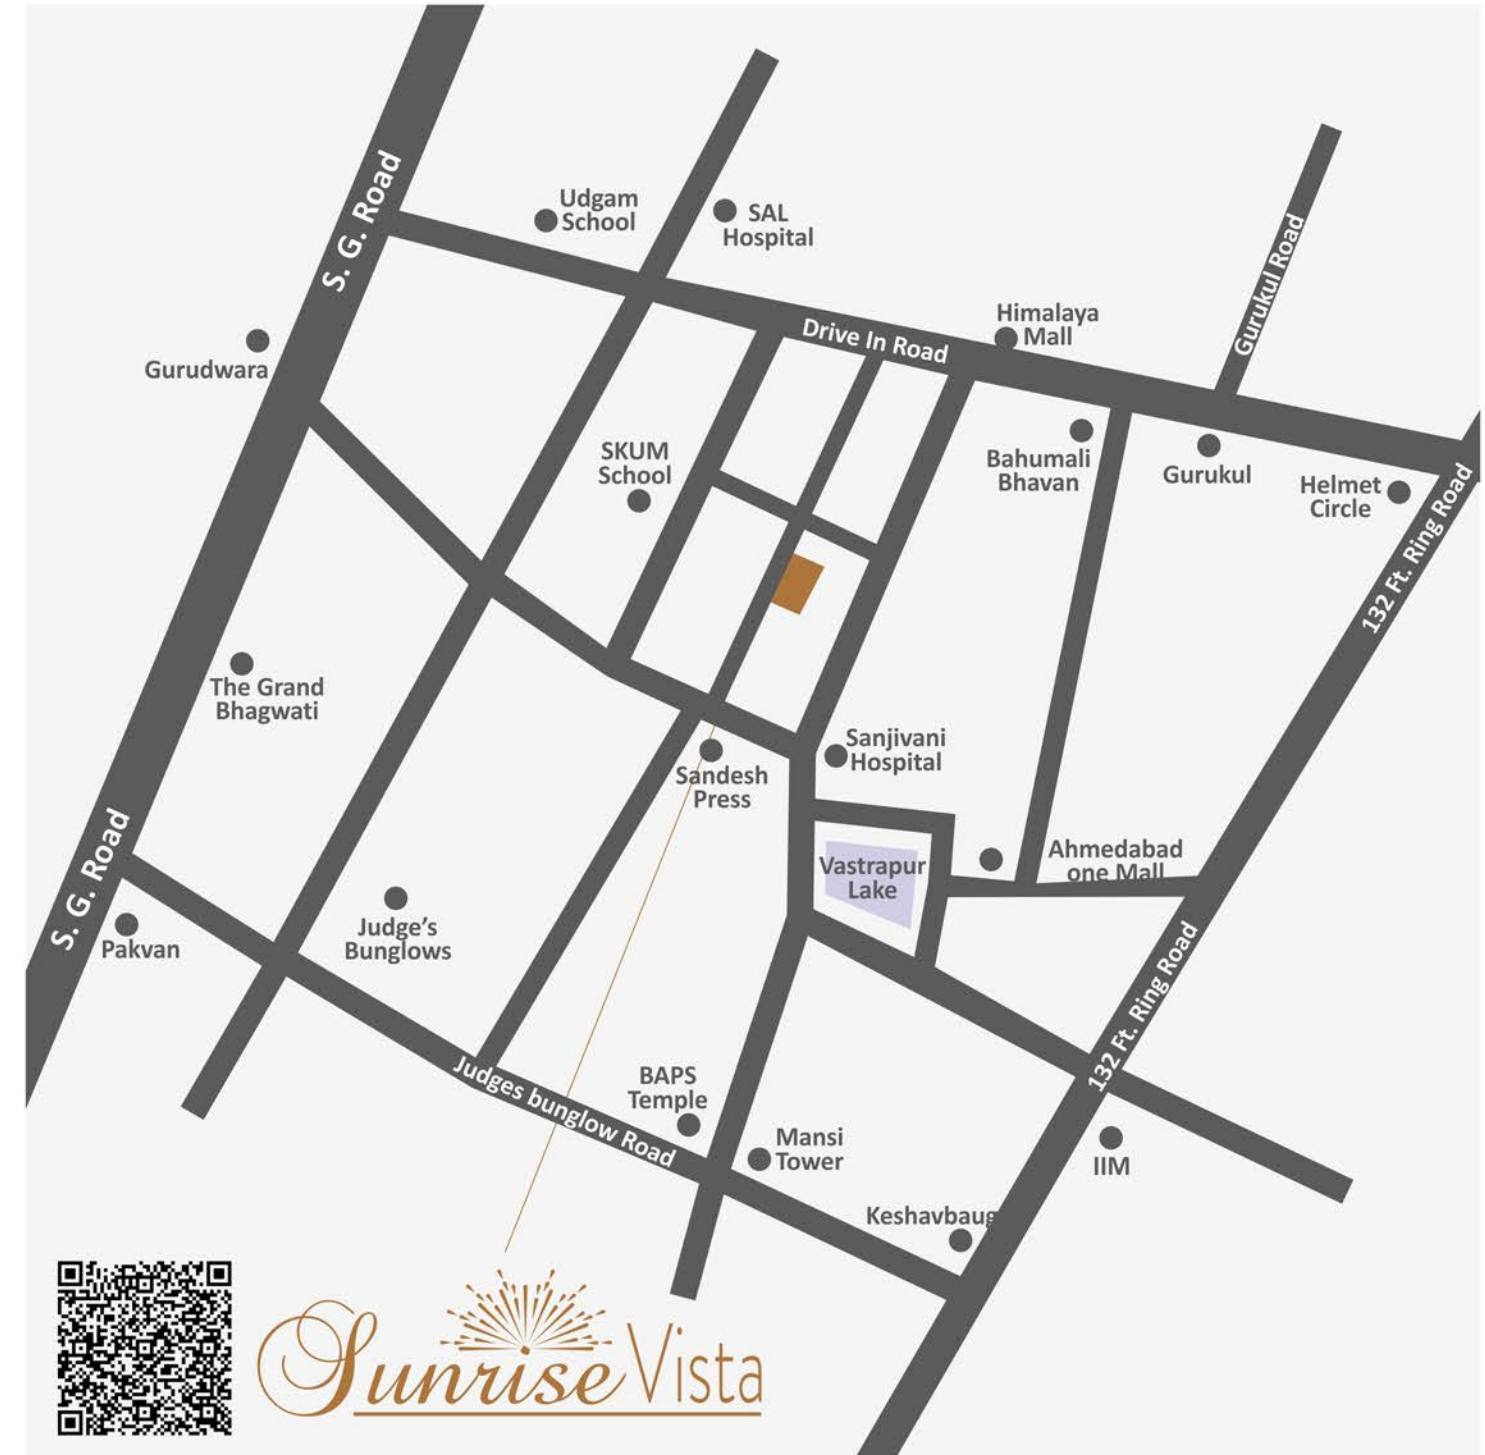 S. G. Road
Udgam
School
SAL
Hospital
Gurukul Road
Himalaya
Mall
Drive In Road
Gurudwara
SKUM
School
Bahumali
Bhavan
Gurukul
Helmet
Circle
132 Ft. Ring Road
The Grand
Bhagwati
Sanjivani
Hospital
Sandesh
Press
S. G. Road
Vastrapur
Lake
Ahmedabad
one Mall
Pakvan
Judge's
Bunglows
132 Ft. Ring Road
Judges bunglow Road
BAPS
Temple
Mansi
Tower
IIM
Keshavbaug
Sunrise Vista